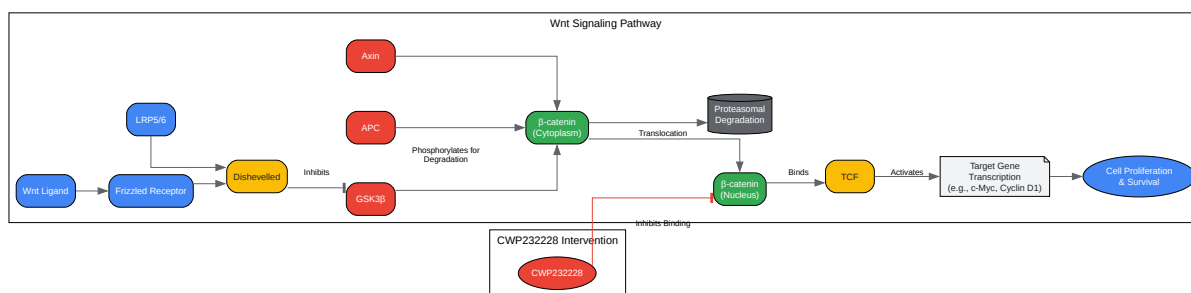 Wnt Signaling Pathway
Axin
LRP5/6
APC
β-catenin
(Cytoplasm)
Proteasomal
Degradation
Translocation
Phosphorylates for
Degradation
Wnt Ligand
Frizzled Receptor
Dishevelled
Inhibits
GSK3β
β-catenin
(Nucleus)
Binds
TCF
Activates
Target Gene
Transcription
(e.g., c-Myc, Cyclin D1)
Cell Proliferation
& Survival
Inhibits Binding
CWP232228 Intervention
CWP232228